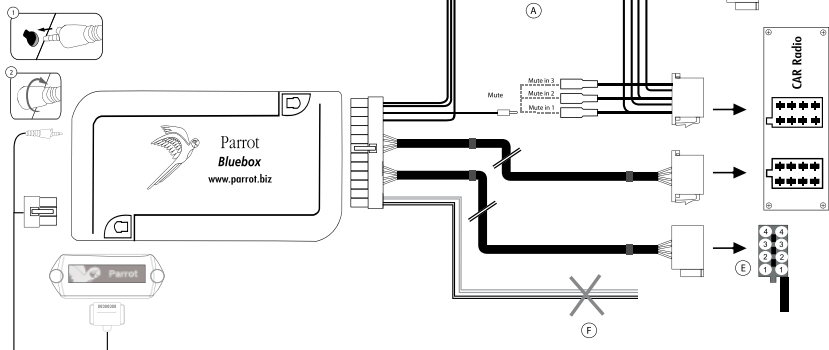 1
A
2
CAR Radio
Mute
Mute in 3
Mute in 2
Mute in 1
Parrot
Bluebox
www.parrot.biz
Parrot
4 4
3 3
2 2
1 1
E
F